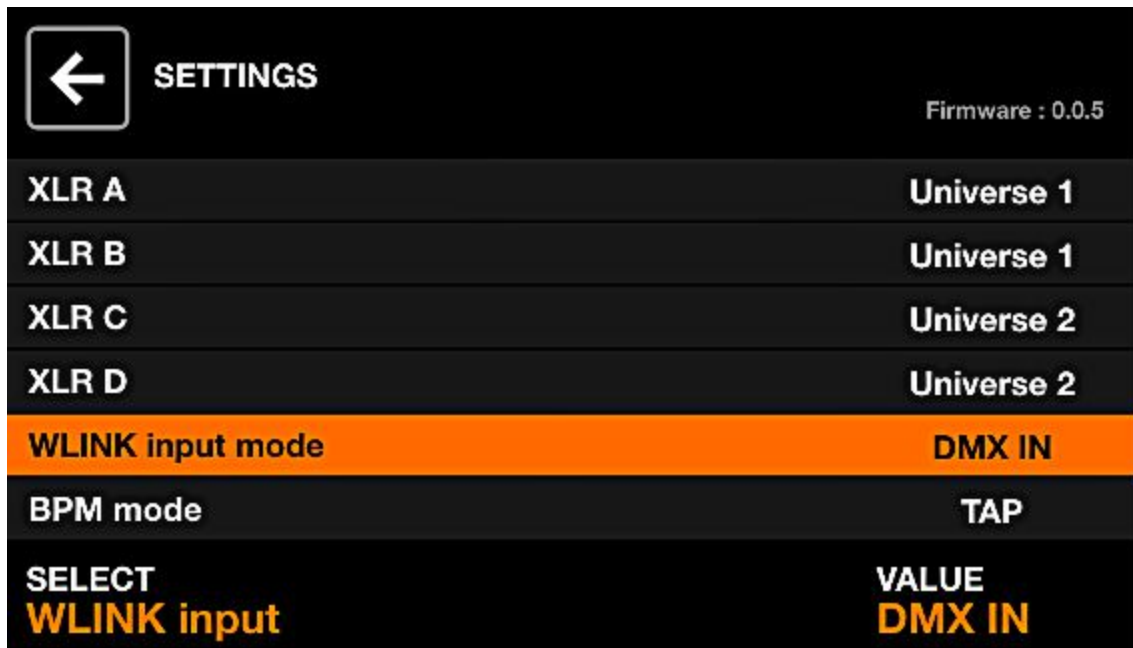 SETTINGS
Firmware : 0.0.5
XLR A Universe 1
XLR B Universe 1
XLR C Universe 2
XLR D Universe 2
WLINK input mode DMX IN
BPM mode TAP
SELECT VALUE
WLINK input DMX IN